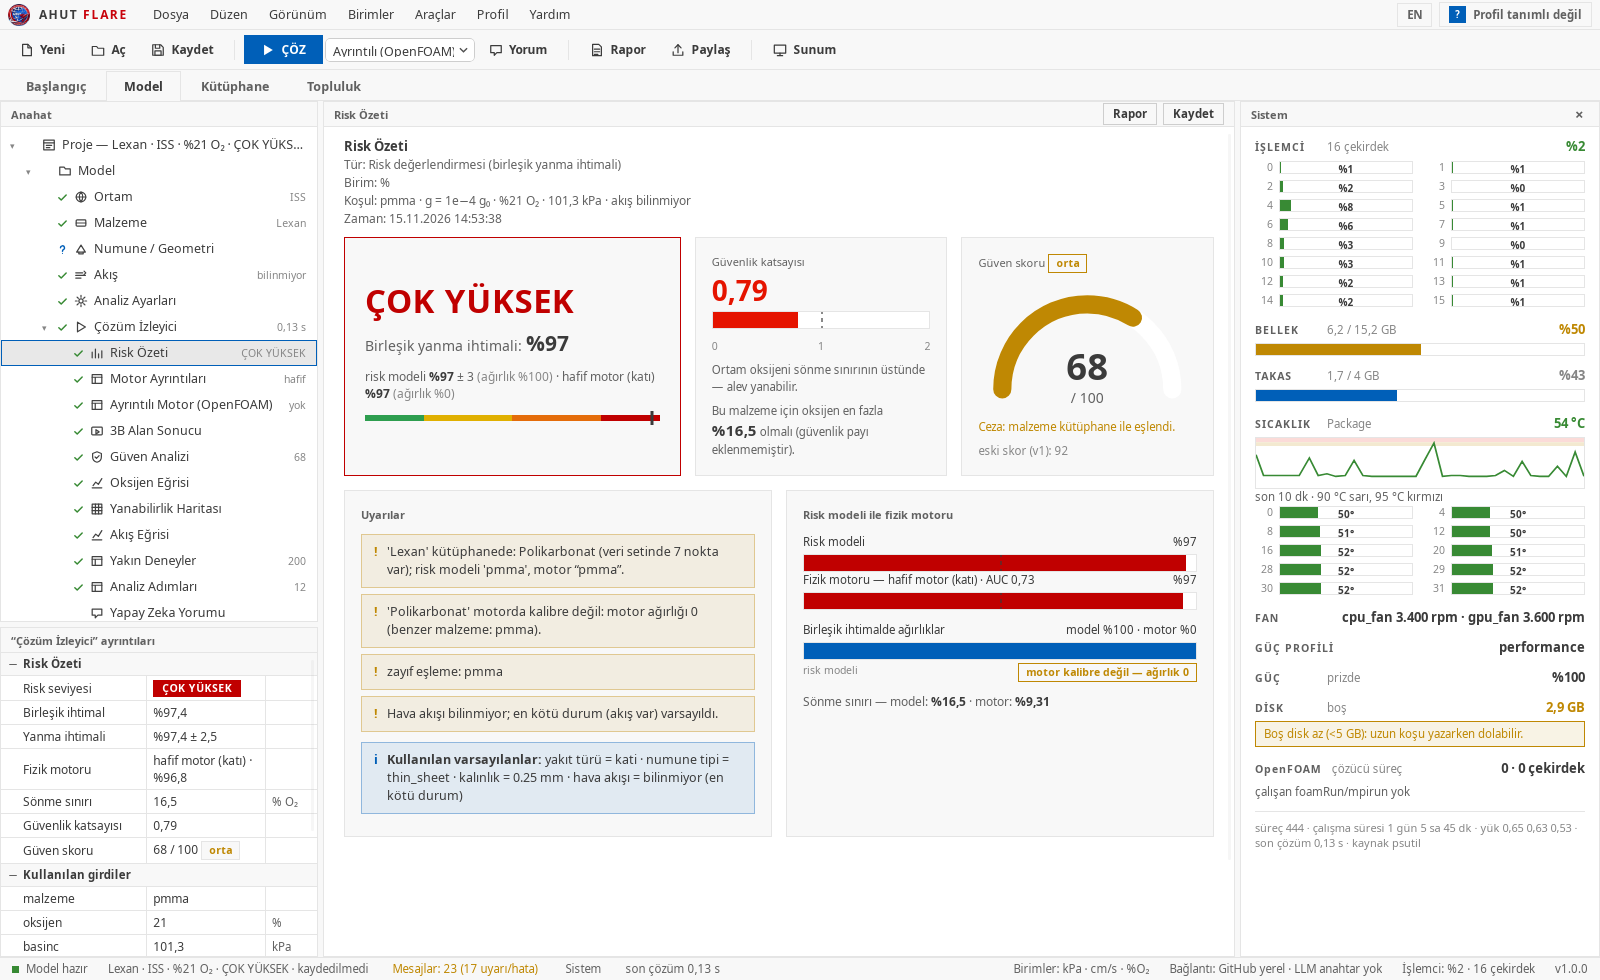 AHUT FLARE Dosya Düzen Görünüm Birimler Araçlar Profil Yardım EN ? Profil tanımlı değil
Yeni Aç Kaydet ÇÖZ Ayrıntılı (OpenFOAM) Yorum Rapor Paylaş Sunum
Başlangıç Model Kütüphane Topluluk
Anahat
Proje — Lexan · ISS · %21 O₂ · ÇOK YÜKS...
Model
Ortam ISS
Malzeme Lexan
? Numune / Geometri
Akış bilinmiyor
Analiz Ayarları
Çözüm İzleyici 0,13 s
Risk Özeti ÇOK YÜKSEK
Motor Ayrıntıları hafif
Ayrıntılı Motor (OpenFOAM) yok
3B Alan Sonucu
Güven Analizi 68
Oksijen Eğrisi
Yanabilirlik Haritası
Akış Eğrisi
Yakın Deneyler 200
Analiz Adımları 12
Yapay Zeka Yorumu
“Çözüm İzleyici” ayrıntıları
— Risk Özeti
Risk seviyesi ÇOK YÜKSEK
Birleşik ihtimal %97,4
Yanma ihtimali %97,4 ± 2,5
Fizik motoru hafif motor (katı) · %96,8
Sönme sınırı 16,5 % O₂
Güvenlik katsayısı 0,79
Güven skoru 68 / 100 orta
— Kullanılan girdiler
malzeme pmma
oksijen 21 %
basinc 101,3 kPa
Risk Özeti Rapor Kaydet
Risk Özeti
Tür: Risk değerlendirmesi (birleşik yanma ihtimali)
Birim: %
Koşul: pmma · g = 1e−4 g₀ · %21 O₂ · 101,3 kPa · akış bilinmiyor
Zaman: 15.11.2026 14:53:38
ÇOK YÜKSEK
Birleşik yanma ihtimali: %97
risk modeli %97 ± 3 (ağırlık %100) · hafif motor (katı)
%97 (ağırlık %0)
Güvenlik katsayısı
0,79
0 1 2
Ortam oksijeni sönme sınırının üstünde
— alev yanabilir.
Bu malzeme için oksijen en fazla
%16,5 olmalı (güvenlik payı
eklenmemiştir).
Güven skoru orta
68
/ 100
Ceza: malzeme kütüphane ile eşlendi.
eski skor (v1): 92
Uyarılar
! 'Lexan' kütüphanede: Polikarbonat (veri setinde 7 nokta
var); risk modeli 'pmma', motor “pmma”.
! 'Polikarbonat' motorda kalibre değil: motor ağırlığı 0
(benzer malzeme: pmma).
! zayıf eşleme: pmma
! Hava akışı bilinmiyor; en kötü durum (akış var) varsayıldı.
i Kullanılan varsayılanlar: yakıt türü = kati · numune tipi =
thin_sheet · kalınlık = 0.25 mm · hava akışı = bilinmiyor (en
kötü durum)
Risk modeli ile fizik motoru
Risk modeli %97
Fizik motoru — hafif motor (katı) · AUC 0,73 %97
Birleşik ihtimalde ağırlıklar model %100 · motor %0
risk modeli motor kalibre değil — ağırlık 0
Sönme sınırı — model: %16,5 · motor: %9,31
Sistem ×
İŞLEMCİ 16 çekirdek %2
0 %1 1 %1
2 %2 3 %0
4 %8 5 %1
6 %6 7 %1
8 %3 9 %0
10 %3 11 %1
12 %2 13 %1
14 %2 15 %1
BELLEK 6,2 / 15,2 GB %50
TAKAS 1,7 / 4 GB %43
SICAKLIK Package 54 °C
son 10 dk · 90 °C sarı, 95 °C kırmızı
0 50° 4 50°
8 51° 12 50°
16 52° 20 51°
28 52° 29 52°
30 52° 31 52°
FAN cpu_fan 3.400 rpm · gpu_fan 3.600 rpm
GÜÇ PROFİLİ performance
GÜÇ prizde %100
DİSK boş 2,9 GB
Boş disk az (<5 GB): uzun koşu yazarken dolabilir.
OpenFOAM çözücü süreç 0 · 0 çekirdek
çalışan foamRun/mpirun yok
süreç 444 · çalışma süresi 1 gün 5 sa 45 dk · yük 0,65 0,63 0,53 ·
son çözüm 0,13 s · kaynak psutil
Model hazır Lexan · ISS · %21 O₂ · ÇOK YÜKSEK · kaydedilmedi Mesajlar: 23 (17 uyarı/hata) Sistem son çözüm 0,13 s Birimler: kPa · cm/s · %O₂ Bağlantı: GitHub yerel · LLM anahtar yok İşlemci: %2 · 16 çekirdek v1.0.0